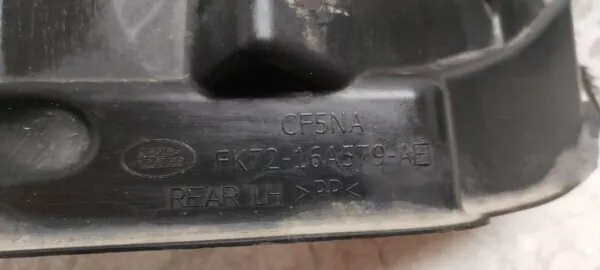 CF5NA
FK72-16A579-AE
REAR LH >PP<